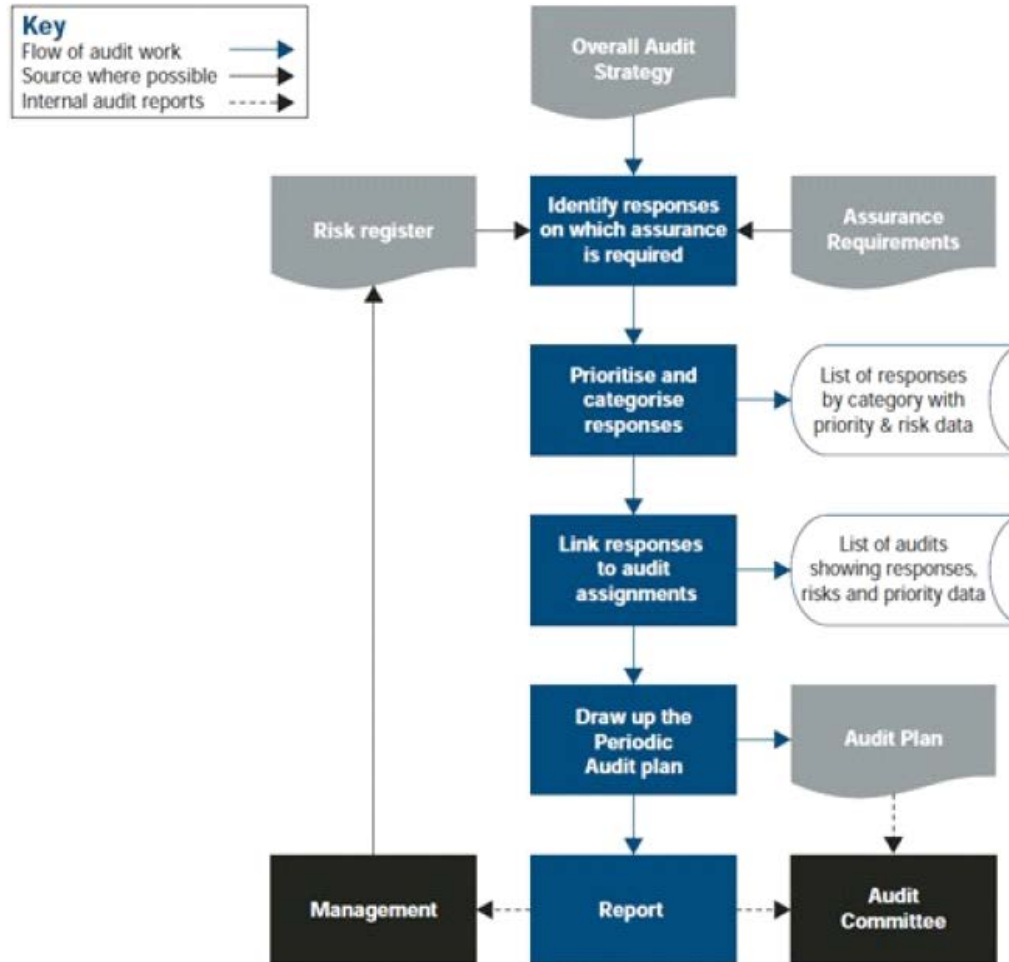 Key
Flow of audit work
Source where possible
Internal audit reports
Overall Audit
Strategy
Risk register
Identify responses
on which assurance
is required
Assurance
Requirements
Prioritise and
categorise
responses
List of responses
by category with
priority & risk data
Link responses
to audit
assignments
List of audits
showing responses,
risks and priority data
Draw up the
Periodic
Audit plan
Audit Plan
Management
Report
Audit
Committee